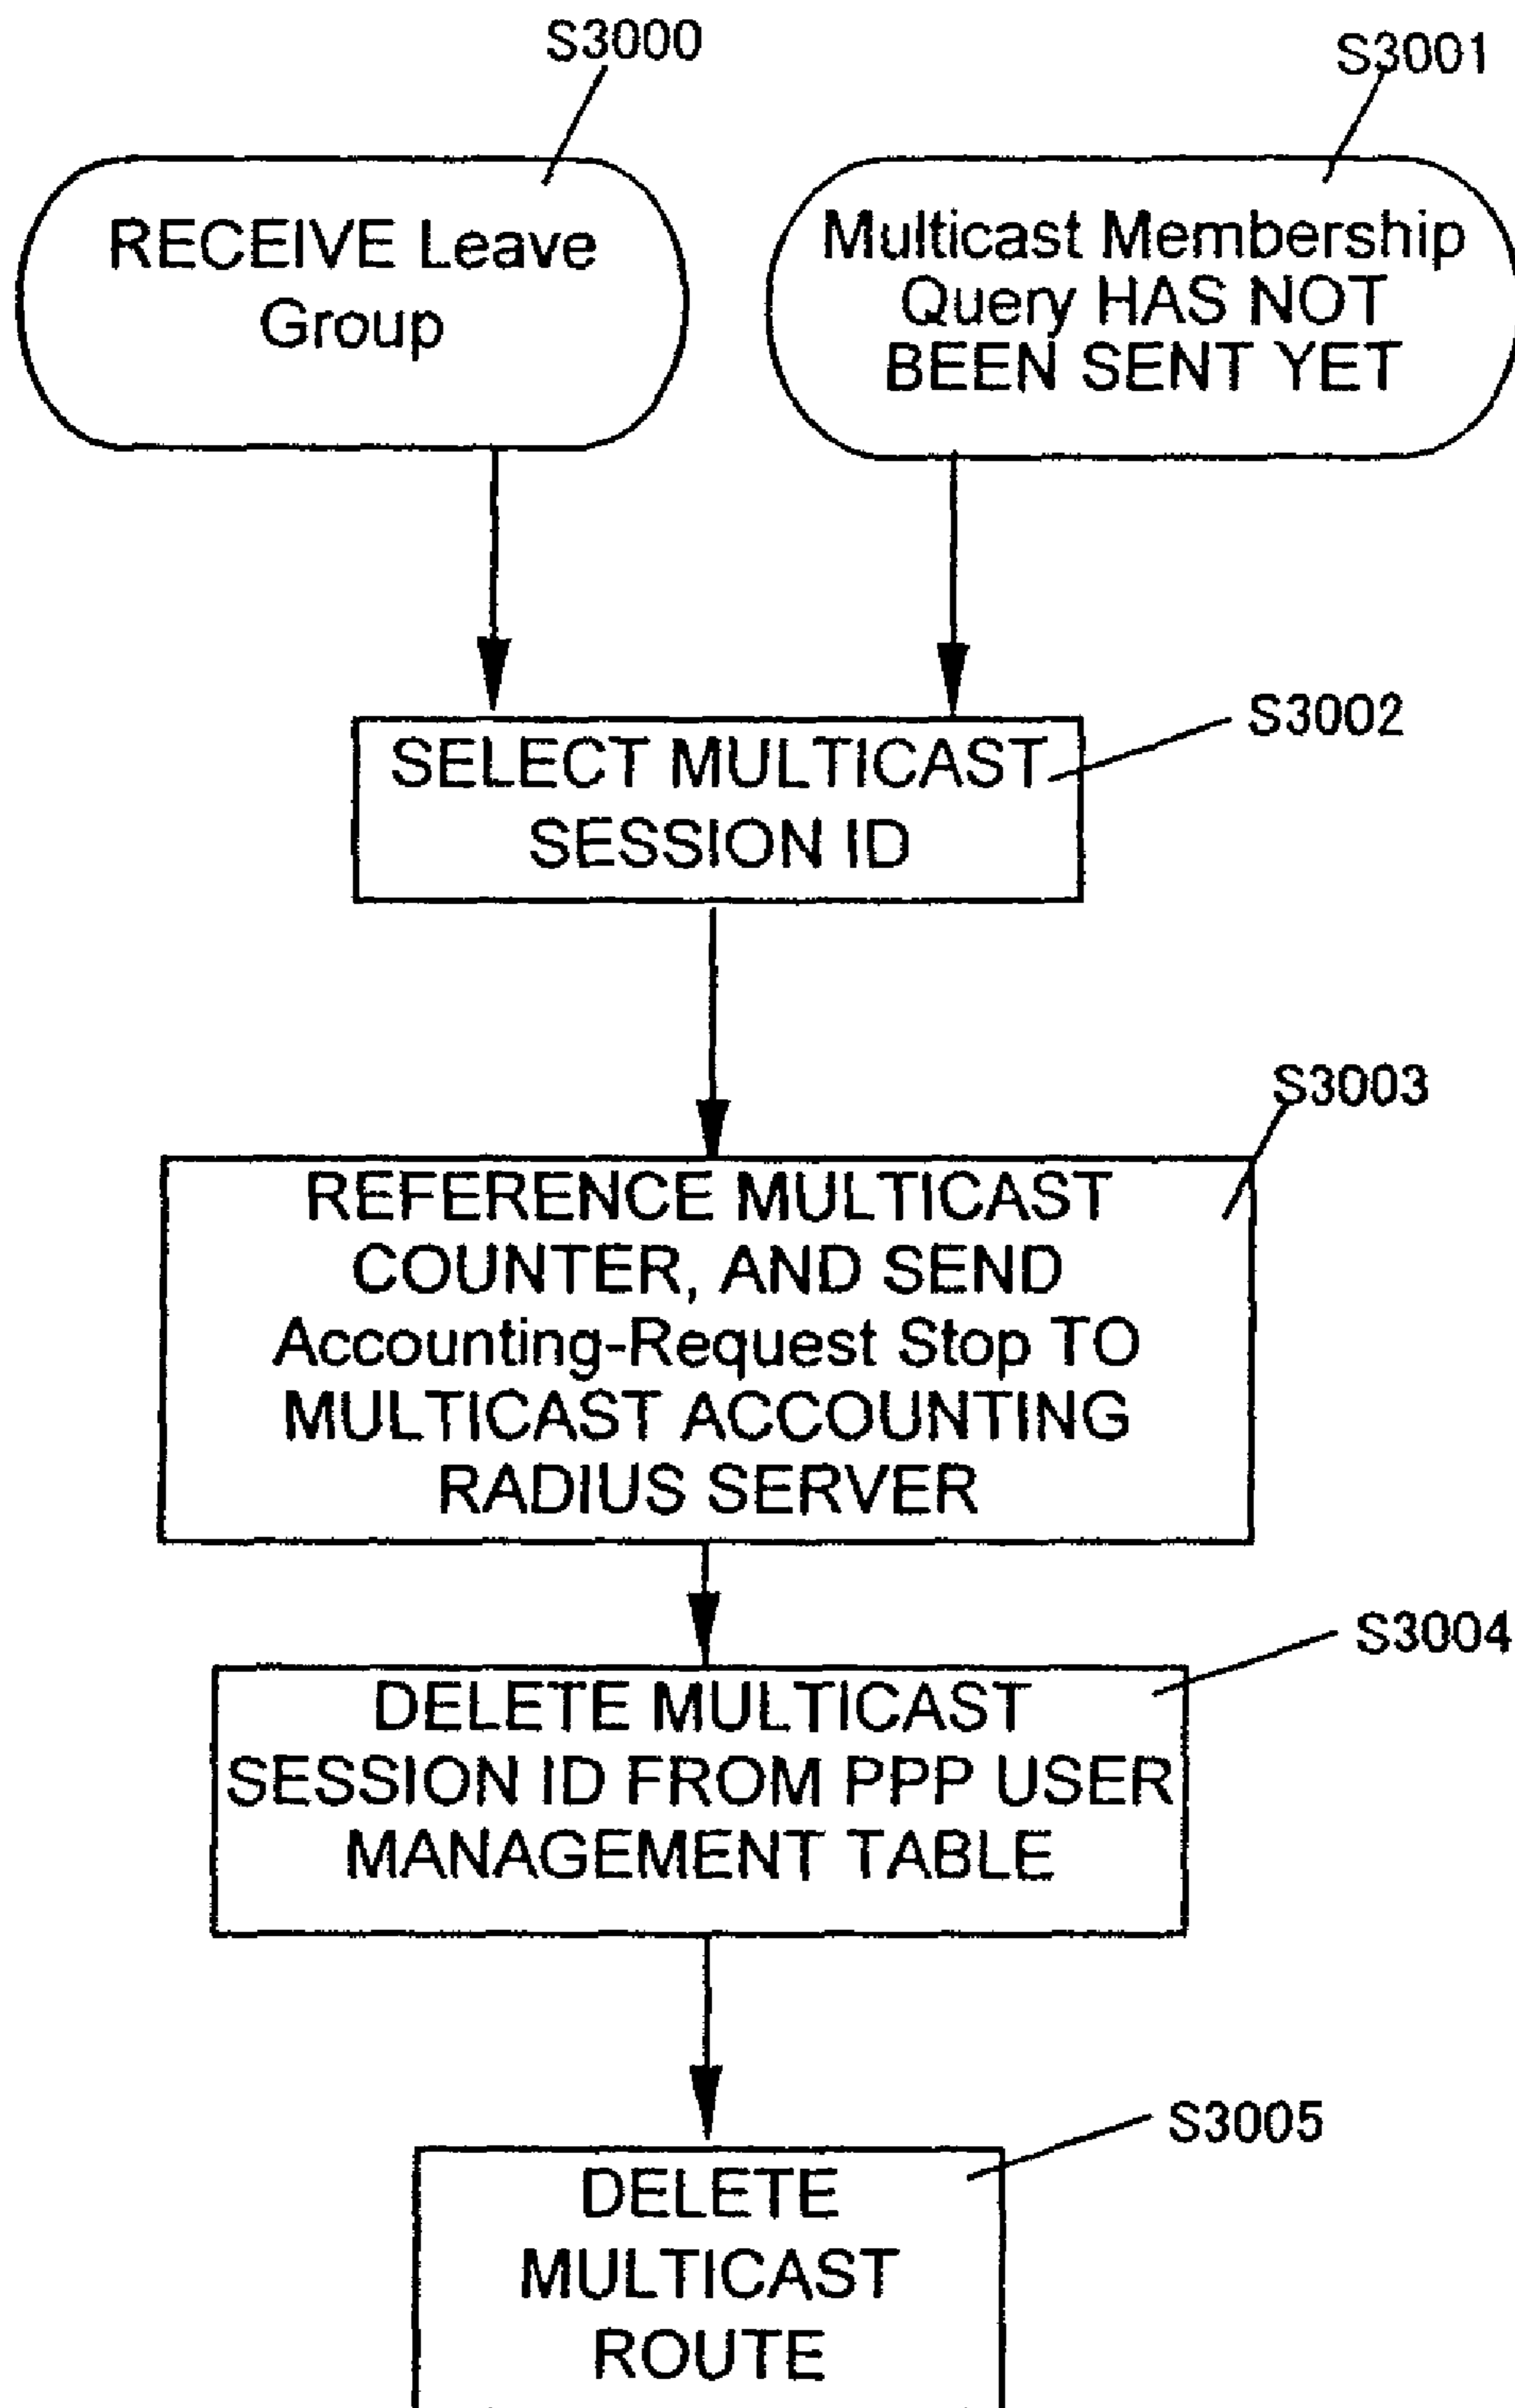 S3000
S3001
RECEIVE Leave
Group
Multicast Membership
Query HAS NOT
BEEN SENT YET
S3002
SELECT MULTICAST
SESSION ID
S3003
REFERENCE MULTICAST
COUNTER, AND SEND
Accounting-Request Stop TO
MULTICAST ACCOUNTING
RADIUS SERVER
S3004
DELETE MULTICAST
SESSION ID FROM PPP USER
MANAGEMENT TABLE
S3005
DELETE
MULTICAST
ROUTE